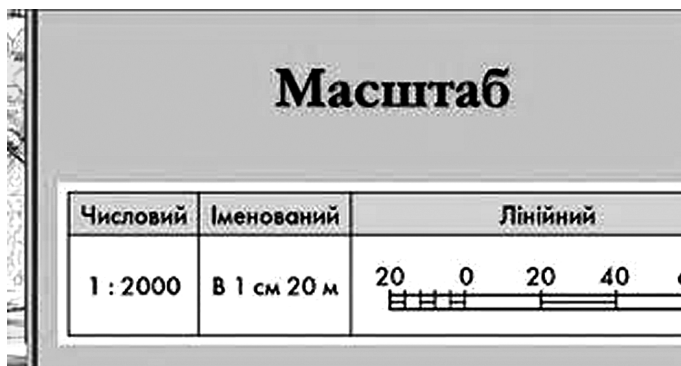 Масштаб
Числовий Іменований Лінійний
1 : 2000 В 1 см 20 м 20 0 20 40